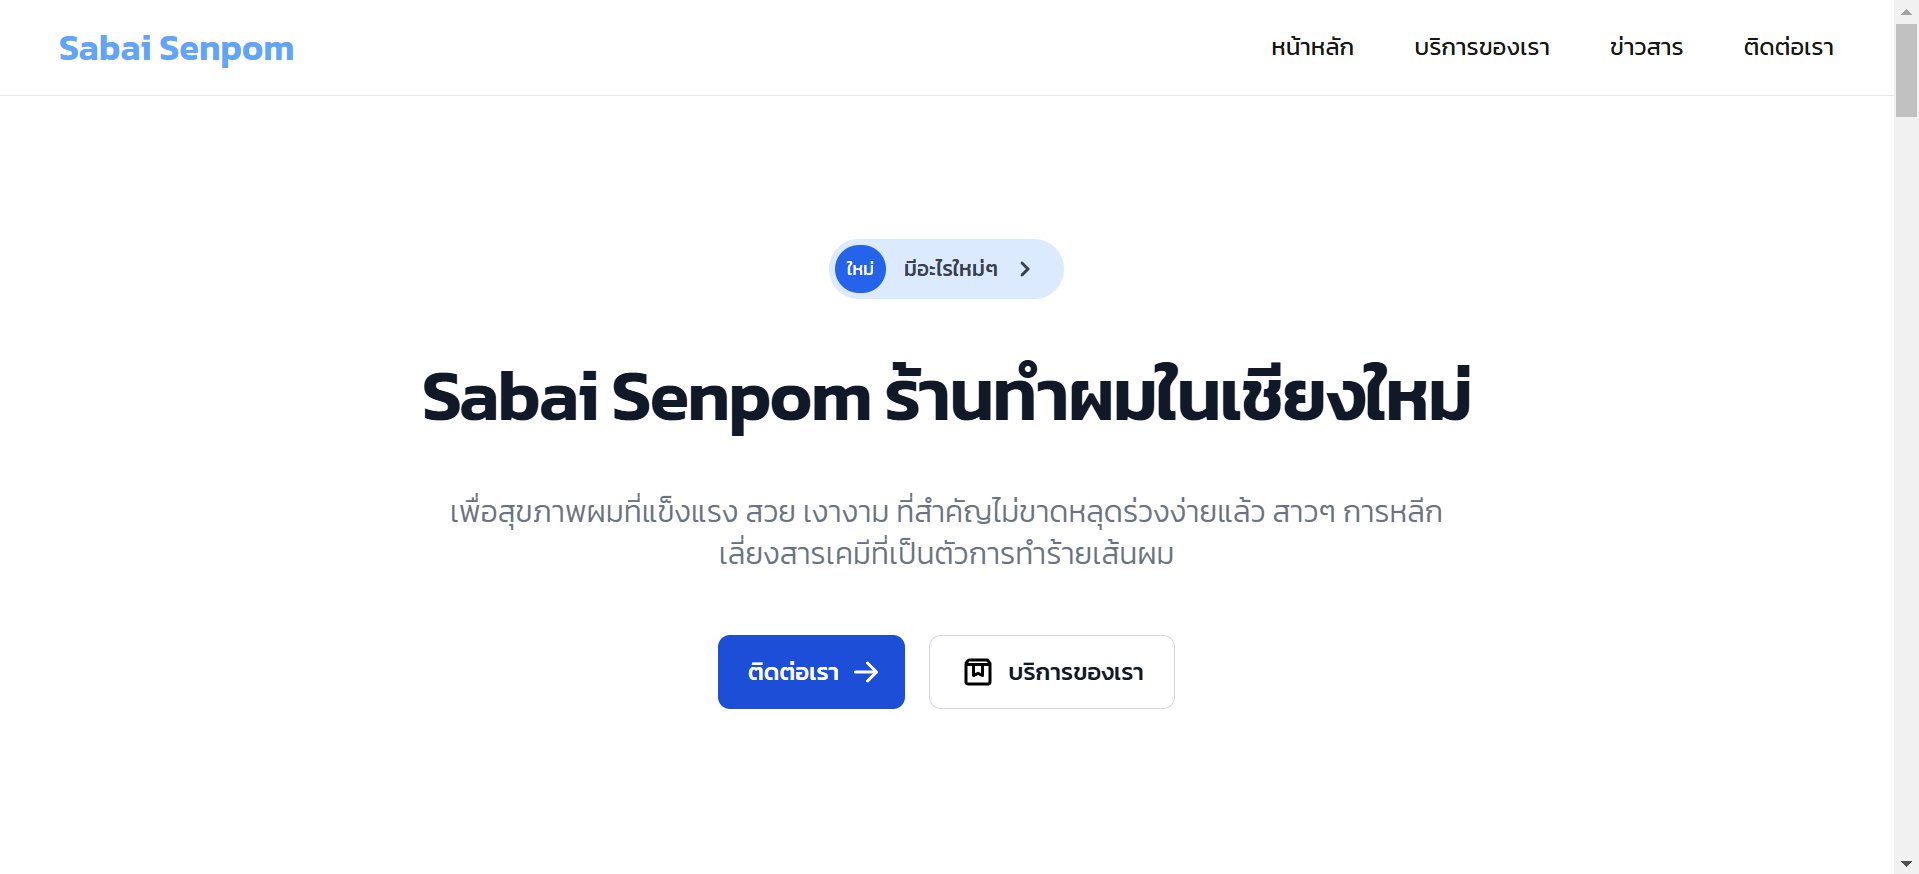 Sabai Senpom
หน้าหลัก
บริการของเรา
ข่าวสาร
ติดต่อเรา
ใหม่
มีอะไรใหม่ๆ
Sabai Senpom ร้านทำผมในเชียงใหม่
เพื่อสุขภาพผมที่แข็งแรง สวย เงางาม ที่สำคัญไม่ขาดหลุดร่วงง่ายแล้ว สาวๆ การหลีก
เลี่ยงสารเคมีที่เป็นตัวการทำร้ายเส้นผม
ติดต่อเรา
บริการของเรา